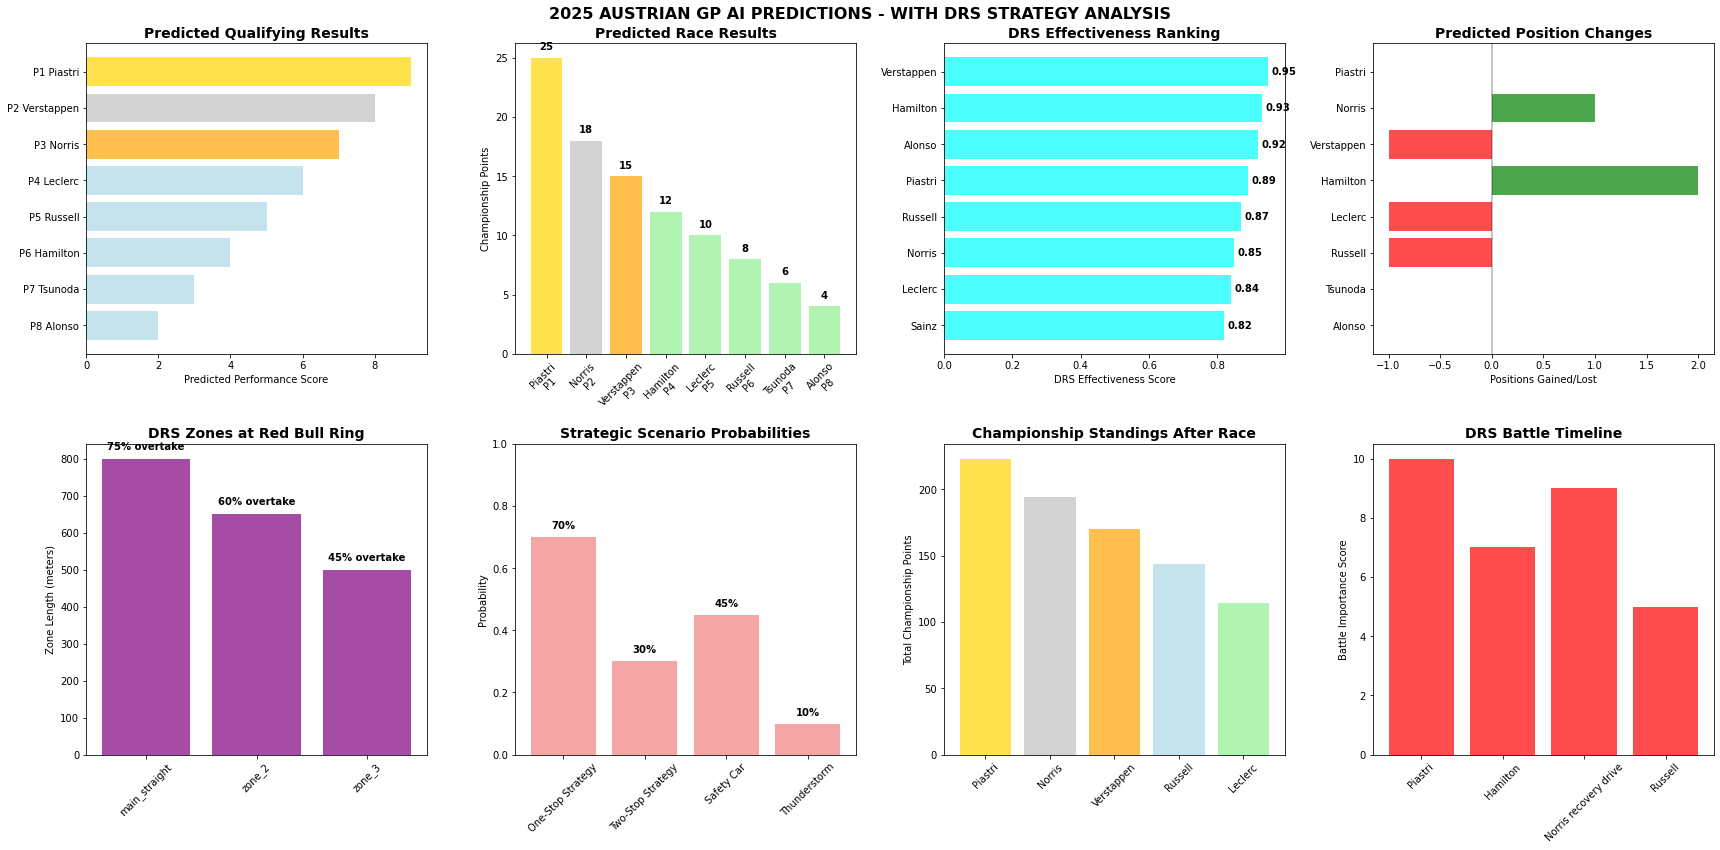 2025 AUSTRIAN GP AI PREDICTIONS - WITH DRS STRATEGY ANALYSIS
Predicted Qualifying Results
P1 Piastri
P2 Verstappen
P3 Norris
P4 Leclerc
P5 Russell
P6 Hamilton
P7 Tsunoda
P8 Alonso
0 2 4 6 8
Predicted Performance Score
Predicted Race Results
Championship Points
25
20
15
10
5
0
25
18
15
12
10
8
6
4
Piastri
P1
Norris
P2
Verstappen
P3
Hamilton
P4
Leclerc
P5
Russell
P6
Tsunoda
P7
Alonso
P8
DRS Effectiveness Ranking
Verstappen 0.95
Hamilton 0.93
Alonso 0.92
Piastri 0.89
Russell 0.87
Norris 0.85
Leclerc 0.84
Sainz 0.82
0.0 0.2 0.4 0.6 0.8
DRS Effectiveness Score
Predicted Position Changes
Piastri
Norris
Verstappen
Hamilton
Leclerc
Russell
Tsunoda
Alonso
−1.0 −0.5 0.0 0.5 1.0 1.5 2.0
Positions Gained/Lost
DRS Zones at Red Bull Ring
Zone Length (meters)
800
700
600
500
400
300
200
100
0
75% overtake
60% overtake
45% overtake
main_straight
zone_2
zone_3
Strategic Scenario Probabilities
Probability
1.0
0.8
0.6
0.4
0.2
0.0
70%
30%
45%
10%
One-Stop Strategy
Two-Stop Strategy
Safety Car
Thunderstorm
Championship Standings After Race
Total Championship Points
200
150
100
50
0
Piastri
Norris
Verstappen
Russell
Leclerc
DRS Battle Timeline
Battle Importance Score
10
8
6
4
2
0
Piastri
Hamilton
Norris recovery drive
Russell